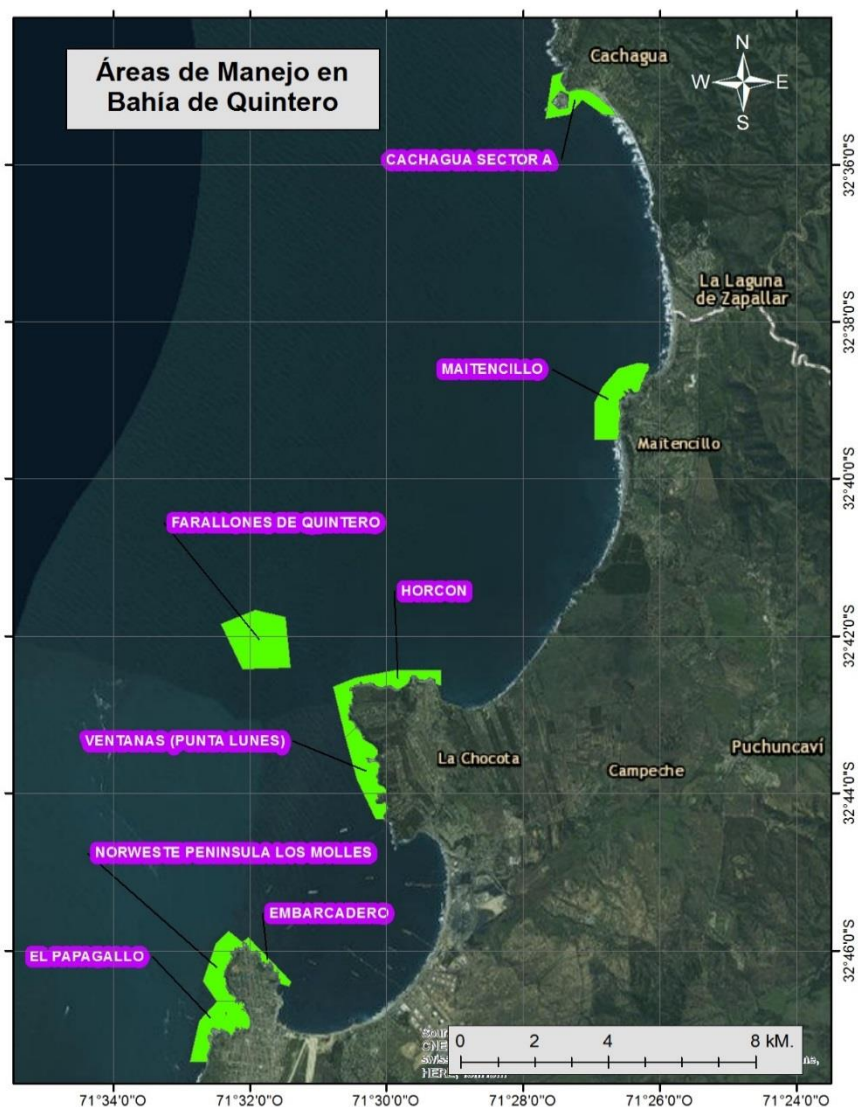 Áreas de Manejo en
Bahía de Quintero
Cachagua
N
W E
S
CACHAGUA SECTOR A
32°36'0"S
La Laguna
de Zapallar
32°38'0"S
MAITENCILLO
Maitencillo
32°40'0"S
FARALLONES DE QUINTERO
HORCON
32°42'0"S
VENTANAS (PUNTA LUNES)
La Chocota
Puchuncaví
Campeche
32°44'0"S
NORWESTE PENINSULA LOS MOLLES
EMBARCADERO
32°46'0"S
EL PAPAGALLO
0 2 4 8 kM.
71°34'0"O 71°32'0"O 71°30'0"O 71°28'0"O 71°26'0"O 71°24'0"O